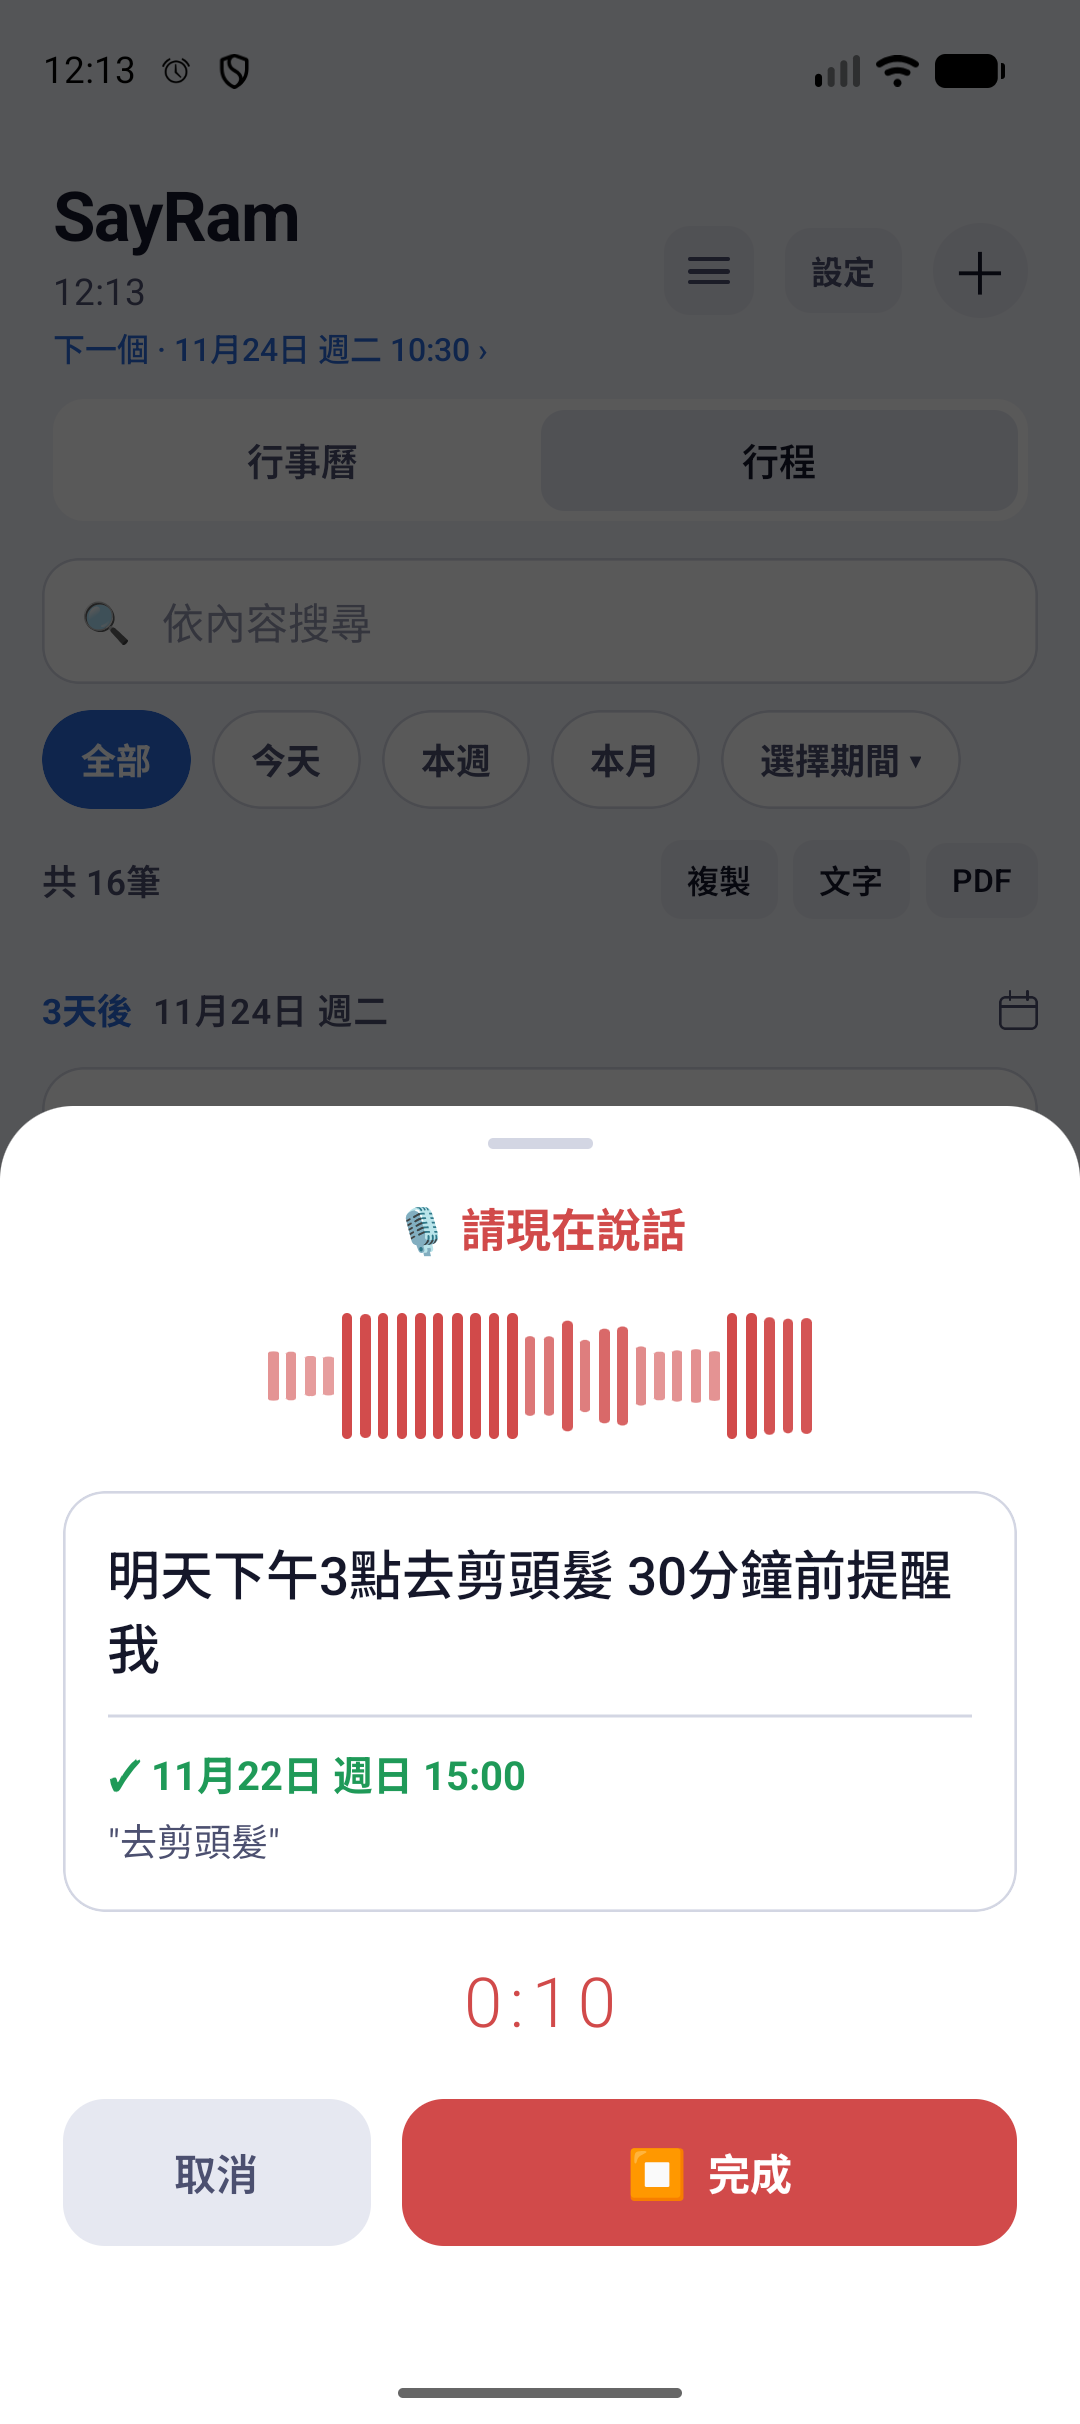 12:13
SayRam
12:13
下一個 · 11月24日 週二 10:30 ›
設定
行事曆
行程
依內容搜尋
全部
今天
本週
本月
選擇期間 ▾
共 16筆
複製
文字
PDF
3天後 11月24日 週二
請現在說話
明天下午3點去剪頭髮 30分鐘前提醒
我
✓ 11月22日 週日 15:00
"去剪頭髮"
0:10
取消
完成